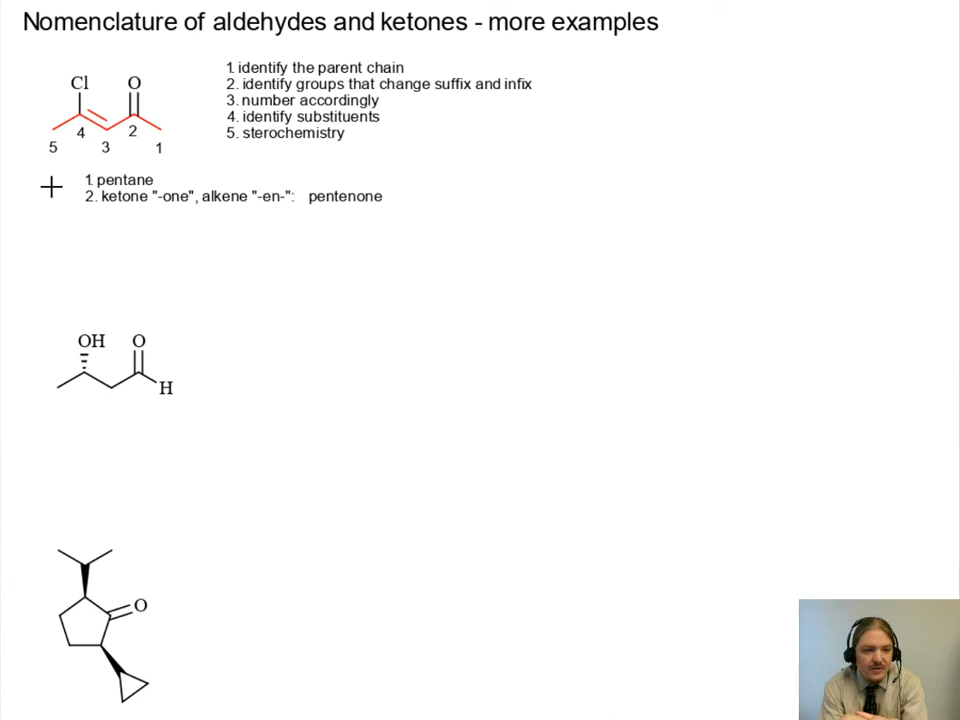 Nomenclature of aldehydes and ketones - more examples
1. identify the parent chain
2. identify groups that change suffix and infix
3. number accordingly
4. identify substituents
5. sterochemistry
Cl O
4 2
5 3 1
1. pentane
2. ketone "-one", alkene "-en-": pentenone
OH O
H
O